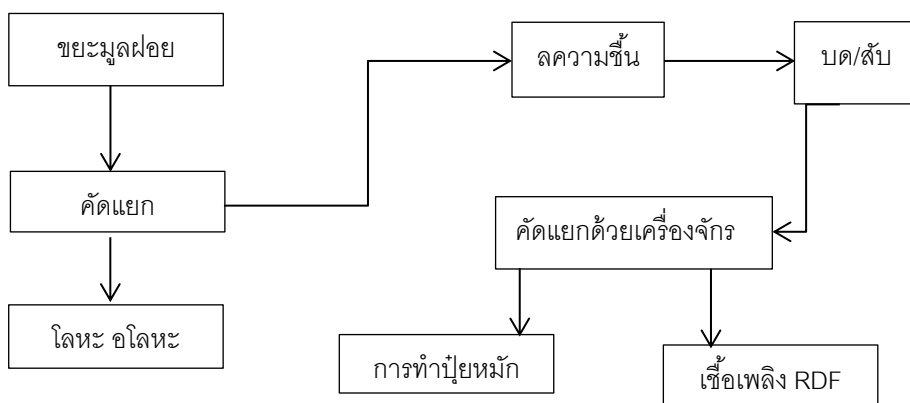 ขยะมูลฝอย
ลความชื้น
บด/สับ
คัดแยก
คัดแยกด้วยเครื่องจักร
โลหะ อโลหะ
การทำปุ๋ยหมัก
เชื้อเพลิง RDF